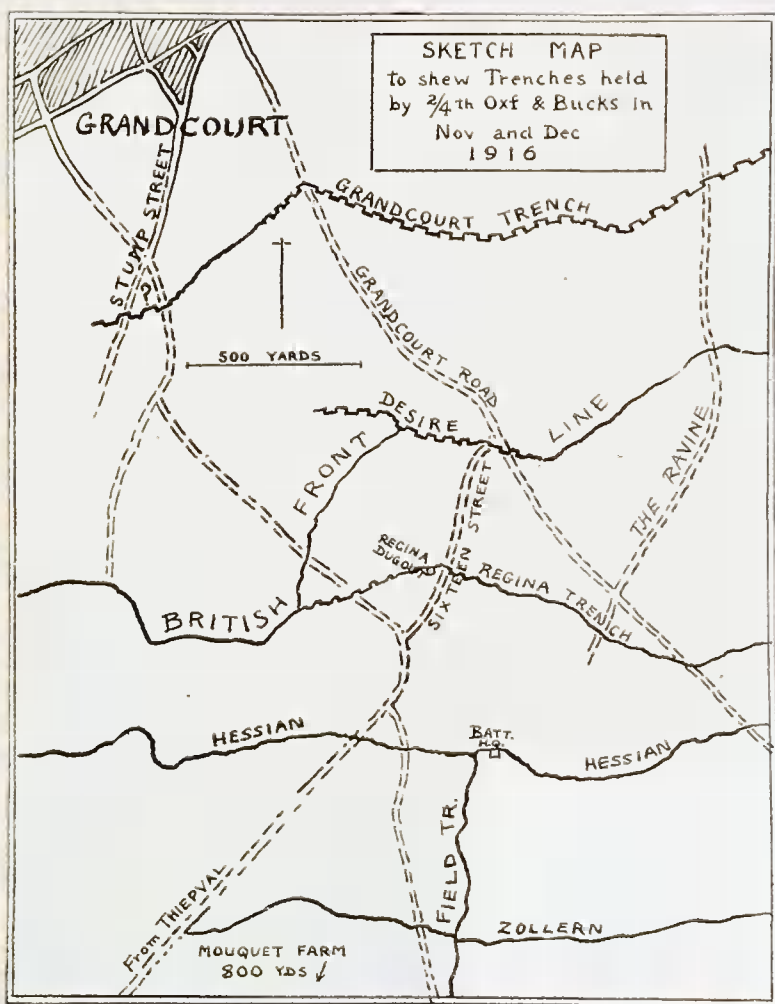 SKETCH MAP
to shew Trenches held
by 2/4th Oxf & Bucks in
Nov and Dec
1916
GRANDCOURT
STUMP STREET
?
GRANDCOURT TRENCH
GRANDCOURT ROAD
500 YARDS
DESIRE LINE
FRONT
THE RAVINE
SIXTEEN STREET
REGINA
DUGOUT
REGINA TRENCH
BRITISH
HESSIAN
BATT.
H.Q.
HESSIAN
FIELD TR.
From THIEPVAL
ZOLLERN
MOUQUET FARM
800 YDS